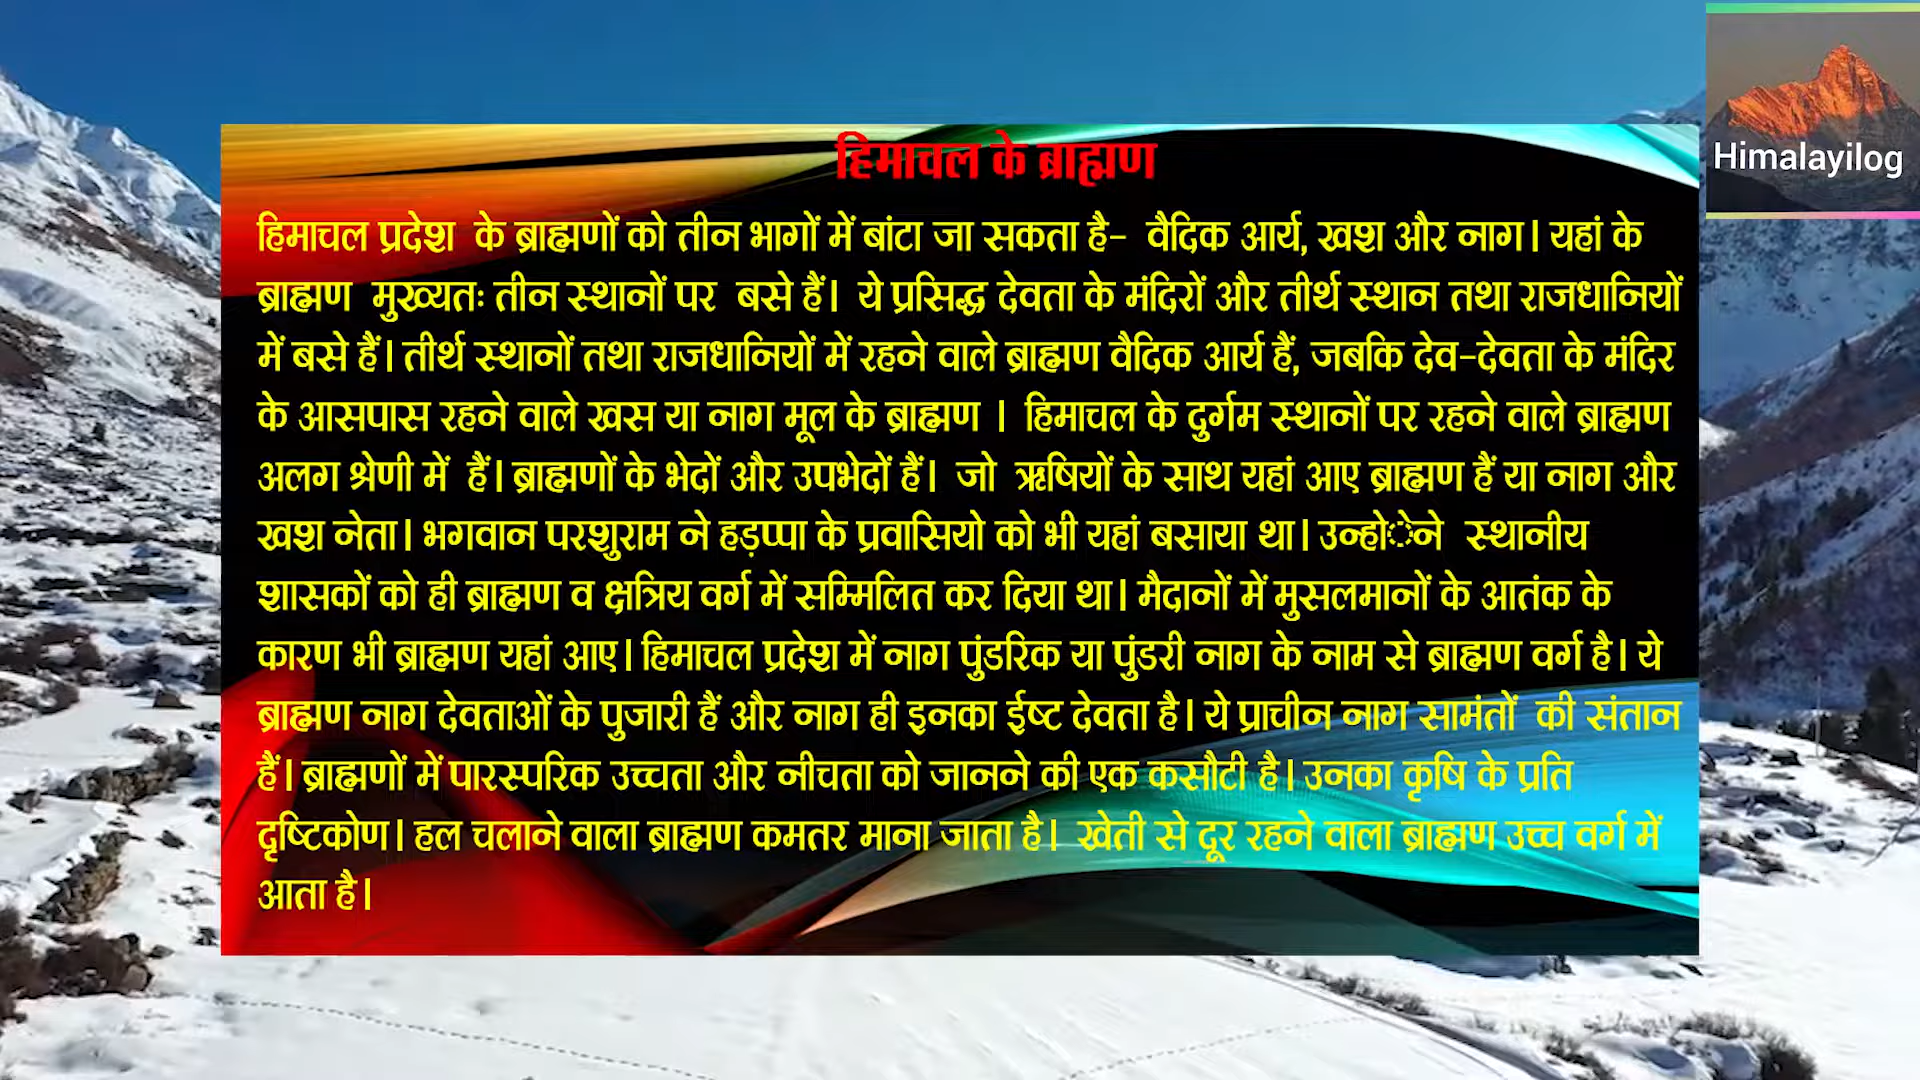 हिमाचल के ब्राह्मण
Himalayilog
हिमाचल प्रदेश के ब्राह्मणों को तीन भागों में बांटा जा सकता है- वैदिक आर्य, खश और नाग। यहां के
ब्राह्मण मुख्यतः तीन स्थानों पर बसे हैं। ये प्रसिद्ध देवता के मंदिरों और तीर्थ स्थान तथा राजधानियों
में बसे हैं। तीर्थ स्थानों तथा राजधानियों में रहने वाले ब्राह्मण वैदिक आर्य हैं, जबकि देव-देवता के मंदिर
के आसपास रहने वाले खस या नाग मूल के ब्राह्मण । हिमाचल के दुर्गम स्थानों पर रहने वाले ब्राह्मण
अलग श्रेणी में हैं। ब्राह्मणों के भेदों और उपभेदों हैं। जो ऋषियों के साथ यहां आए ब्राह्मण हैं या नाग और
खश नेता। भगवान परशुराम ने हड़प्पा के प्रवासियो को भी यहां बसाया था। उन्होेने स्थानीय
शासकों को ही ब्राह्मण व क्षत्रिय वर्ग में सम्मिलित कर दिया था। मैदानों में मुसलमानों के आतंक के
कारण भी ब्राह्मण यहां आए। हिमाचल प्रदेश में नाग पुंडरिक या पुंडरी नाग के नाम से ब्राह्मण वर्ग है। ये
ब्राह्मण नाग देवताओं के पुजारी हैं और नाग ही इनका ईष्ट देवता है। ये प्राचीन नाग सामंतों की संतान
हैं। ब्राह्मणों में पारस्परिक उच्चता और नीचता को जानने की एक कसौटी है। उनका कृषि के प्रति
दृष्टिकोण। हल चलाने वाला ब्राह्मण कमतर माना जाता है। खेती से दूर रहने वाला ब्राह्मण उच्च वर्ग में
आता है।